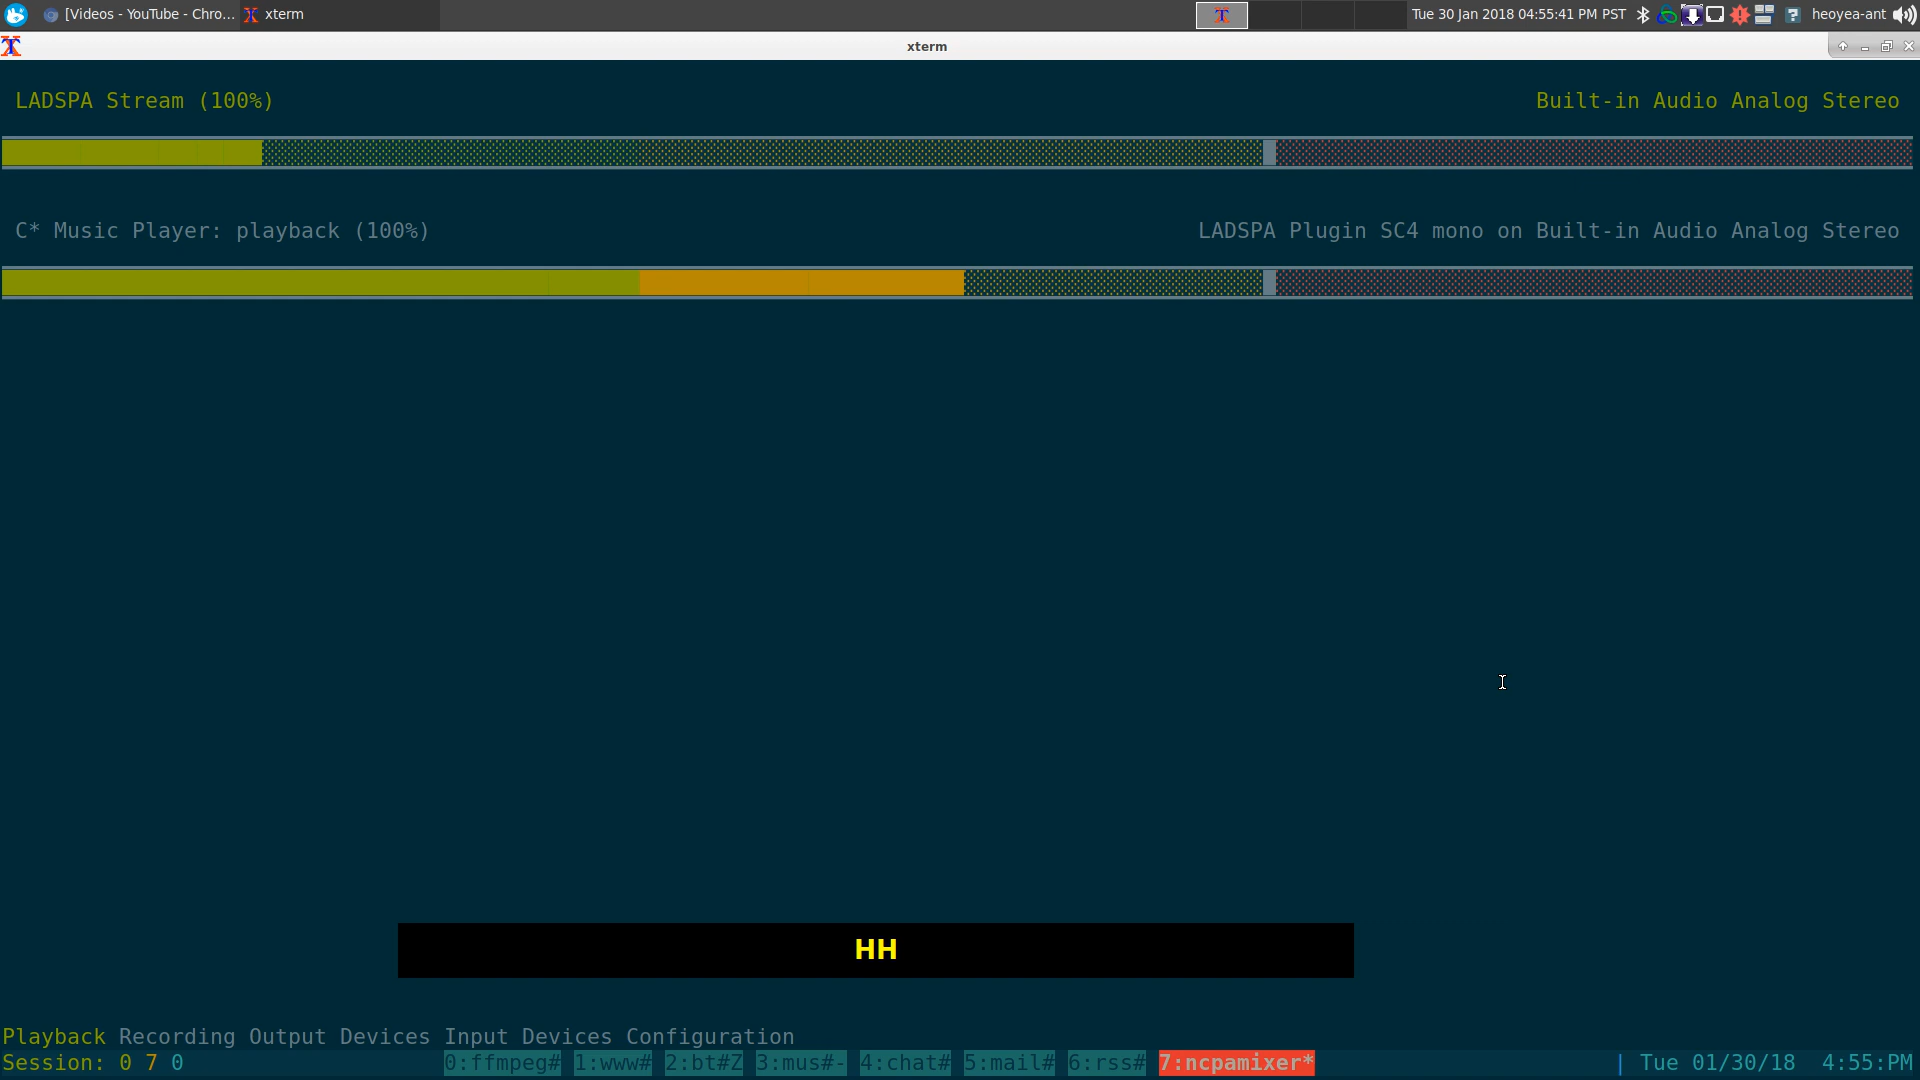 [Videos - YouTube - Chro... xterm Tue 30 Jan 2018 04:55:41 PM PST heoyea-ant
xterm
LADSPA Stream (100%) Built-in Audio Analog Stereo
C* Music Player: playback (100%) LADSPA Plugin SC4 mono on Built-in Audio Analog Stereo
HH
Playback Recording Output Devices Input Devices Configuration
Session: 0 7 0 0:ffmpeg# 1:www# 2:bt#Z 3:mus#- 4:chat# 5:mail# 6:rss# 7:ncpamixer* | Tue 01/30/18 4:55:PM